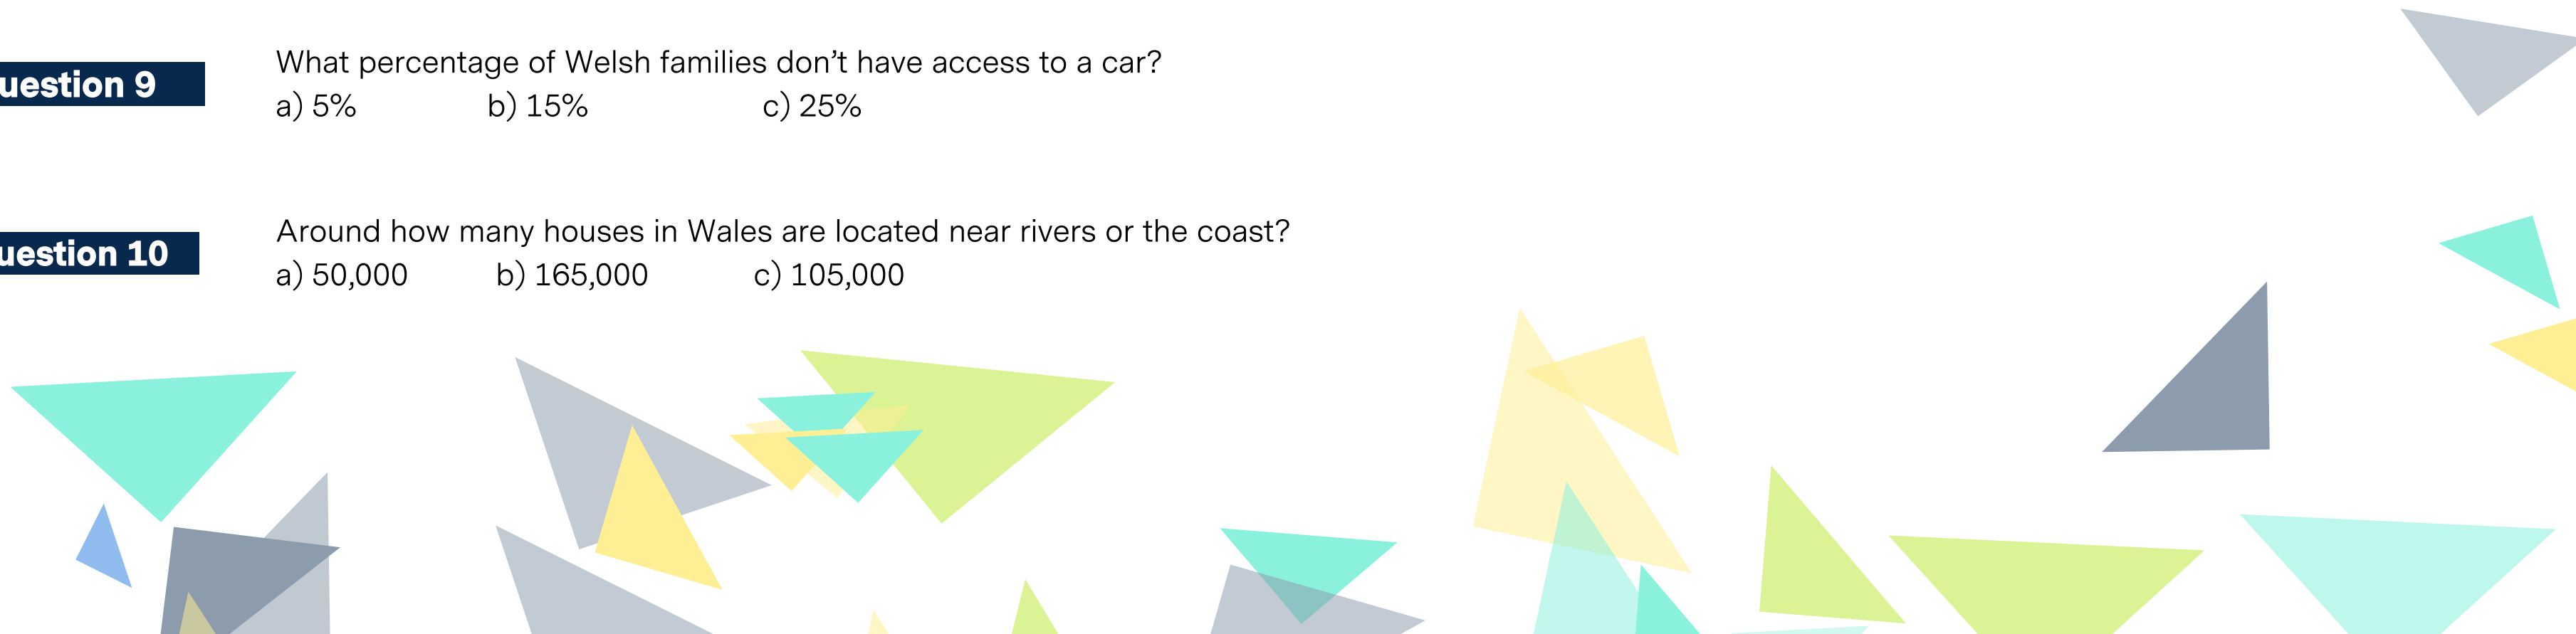 uestion 9
What percentage of Welsh families don’t have access to a car?
a) 5% b) 15% c) 25%
uestion 10
Around how many houses in Wales are located near rivers or the coast?
a) 50,000 b) 165,000 c) 105,000